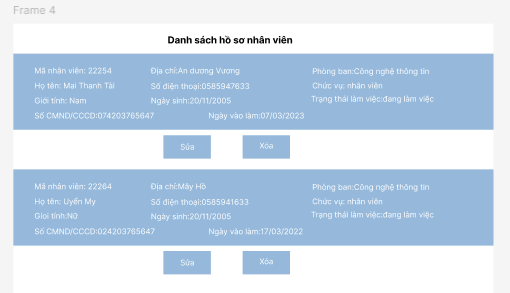 Frame 4
Danh sách hồ sơ nhân viên
Mã nhân viên: 22254 Địa chỉ:An dương Vương Phòng ban:Công nghệ thông tin
Họ tên: Mai Thạnh Tài Số điện thoại:0585947633 Chức vụ: nhân viên
Giới tính: Nam Ngày sinh:20/11/2005 Trạng thái làm việc:đang làm việc
Số CMND/CCCD:074203765647 Ngày vào làm:07/03/2023
Sửa Xóa
Mã nhân viên: 22264 Địa chỉ:Mây Hồ Phòng ban:Công nghệ thông tin
Họ tên: Uyển My Số điện thoại:0585941633 Chức vụ: nhân viên
Gioi tính:Nữ Ngày sinh:20/11/2005 Trạng thái làm việc:đang làm việc
Số CMND/CCCD:024203765647 Ngày vào làm:17/03/2022
Sửa Xóa